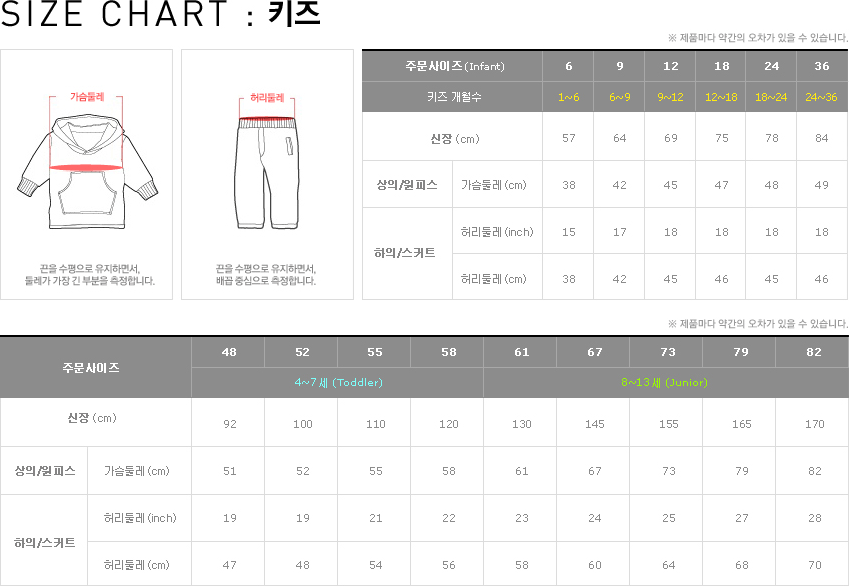 SIZE CHART : 키즈
※ 제품마다 약간의 오차가 있을 수 있습니다.
가슴둘레
끈을 수평으로 유지하면서,
둘레가 가장 긴 부분을 측정합니다.
허리둘레
끈을 수평으로 유지하면서,
배꼽 중심으로 측정합니다.
주문사이즈(Infant) 6 9 12 18 24 36
키즈 개월수 1~6 6~9 9~12 12~18 18~24 24~36
신장 (cm) 57 64 69 75 78 84
상의/원피스 가슴둘레(cm) 38 42 45 47 48 49
하의/스커트
허리둘레(inch) 15 17 18 18 18 18
허리둘레(cm) 38 42 45 46 45 46
※ 제품마다 약간의 오차가 있을 수 있습니다.
주문사이즈
48 52 55 58 61 67 73 79 82
4~7세 (Toddler) 8~13세 (Junior)
신장 (cm) 92 100 110 120 130 145 155 165 170
상의/원피스 가슴둘레(cm) 51 52 55 58 61 67 73 79 82
하의/스커트
허리둘레(inch) 19 19 21 22 23 24 25 27 28
허리둘레(cm) 47 48 54 56 58 60 64 68 70